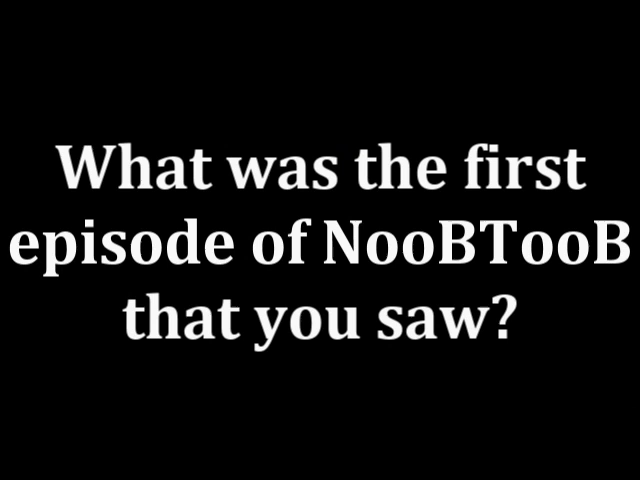 What was the first
episode of NooBTooB
that you saw?